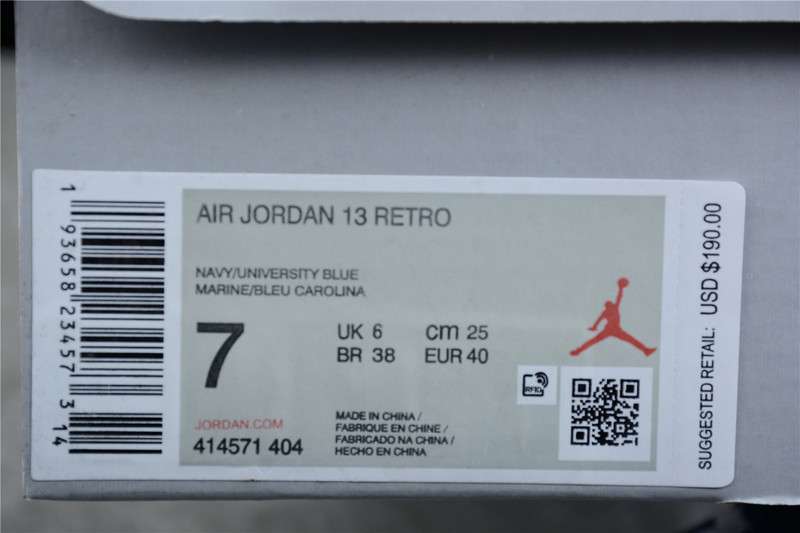 AIR JORDAN 13 RETRO
NAVY/UNIVERSITY BLUE
MARINE/BLEU CAROLINA
7
UK 6 cm 25
BR 38 EUR 40
JORDAN.COM
414571 404
MADE IN CHINA /
FABRIQUE EN CHINE /
FABRICADO NA CHINA /
HECHO EN CHINA
RFID
1 93658 23457 3 14
SUGGESTED RETAIL: USD $190.00